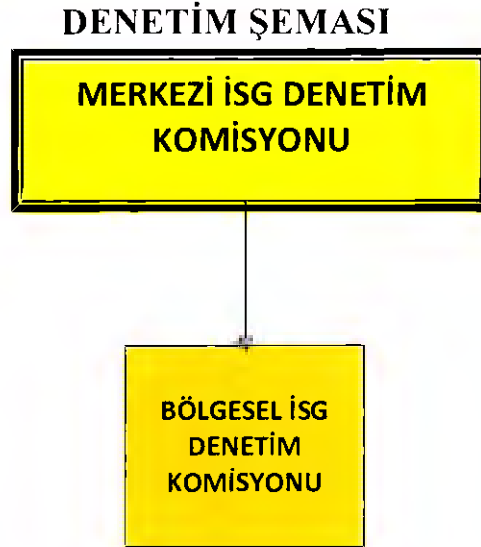 DENETİM ŞEMASI
MERKEZİ İSG DENETİM
KOMİSYONU
BÖLGESEL İSG
DENETİM
KOMİSYONU